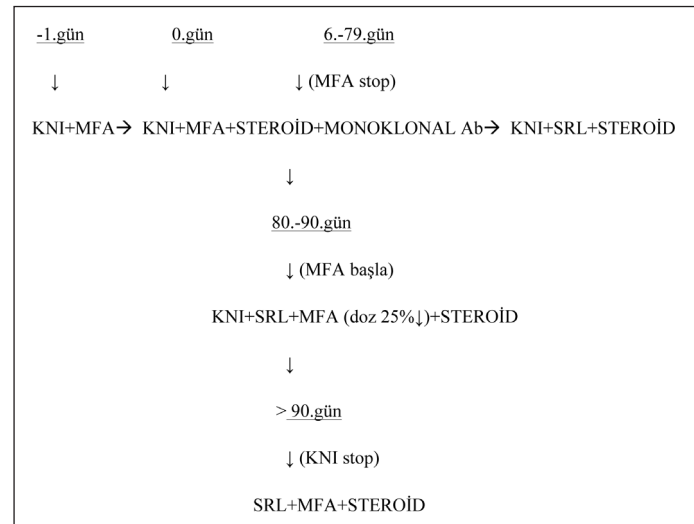 -1.gün 0.gün 6.-79.gün
↓ ↓ ↓ (MFA stop)
KNI+MFA→ KNI+MFA+STEROİD+MONOKLONAL Ab→ KNI+SRL+STEROİD
↓
80.-90.gün
↓ (MFA başla)
KNI+SRL+MFA (doz 25%↓)+STEROİD
↓
> 90.gün
↓ (KNI stop)
SRL+MFA+STEROİD